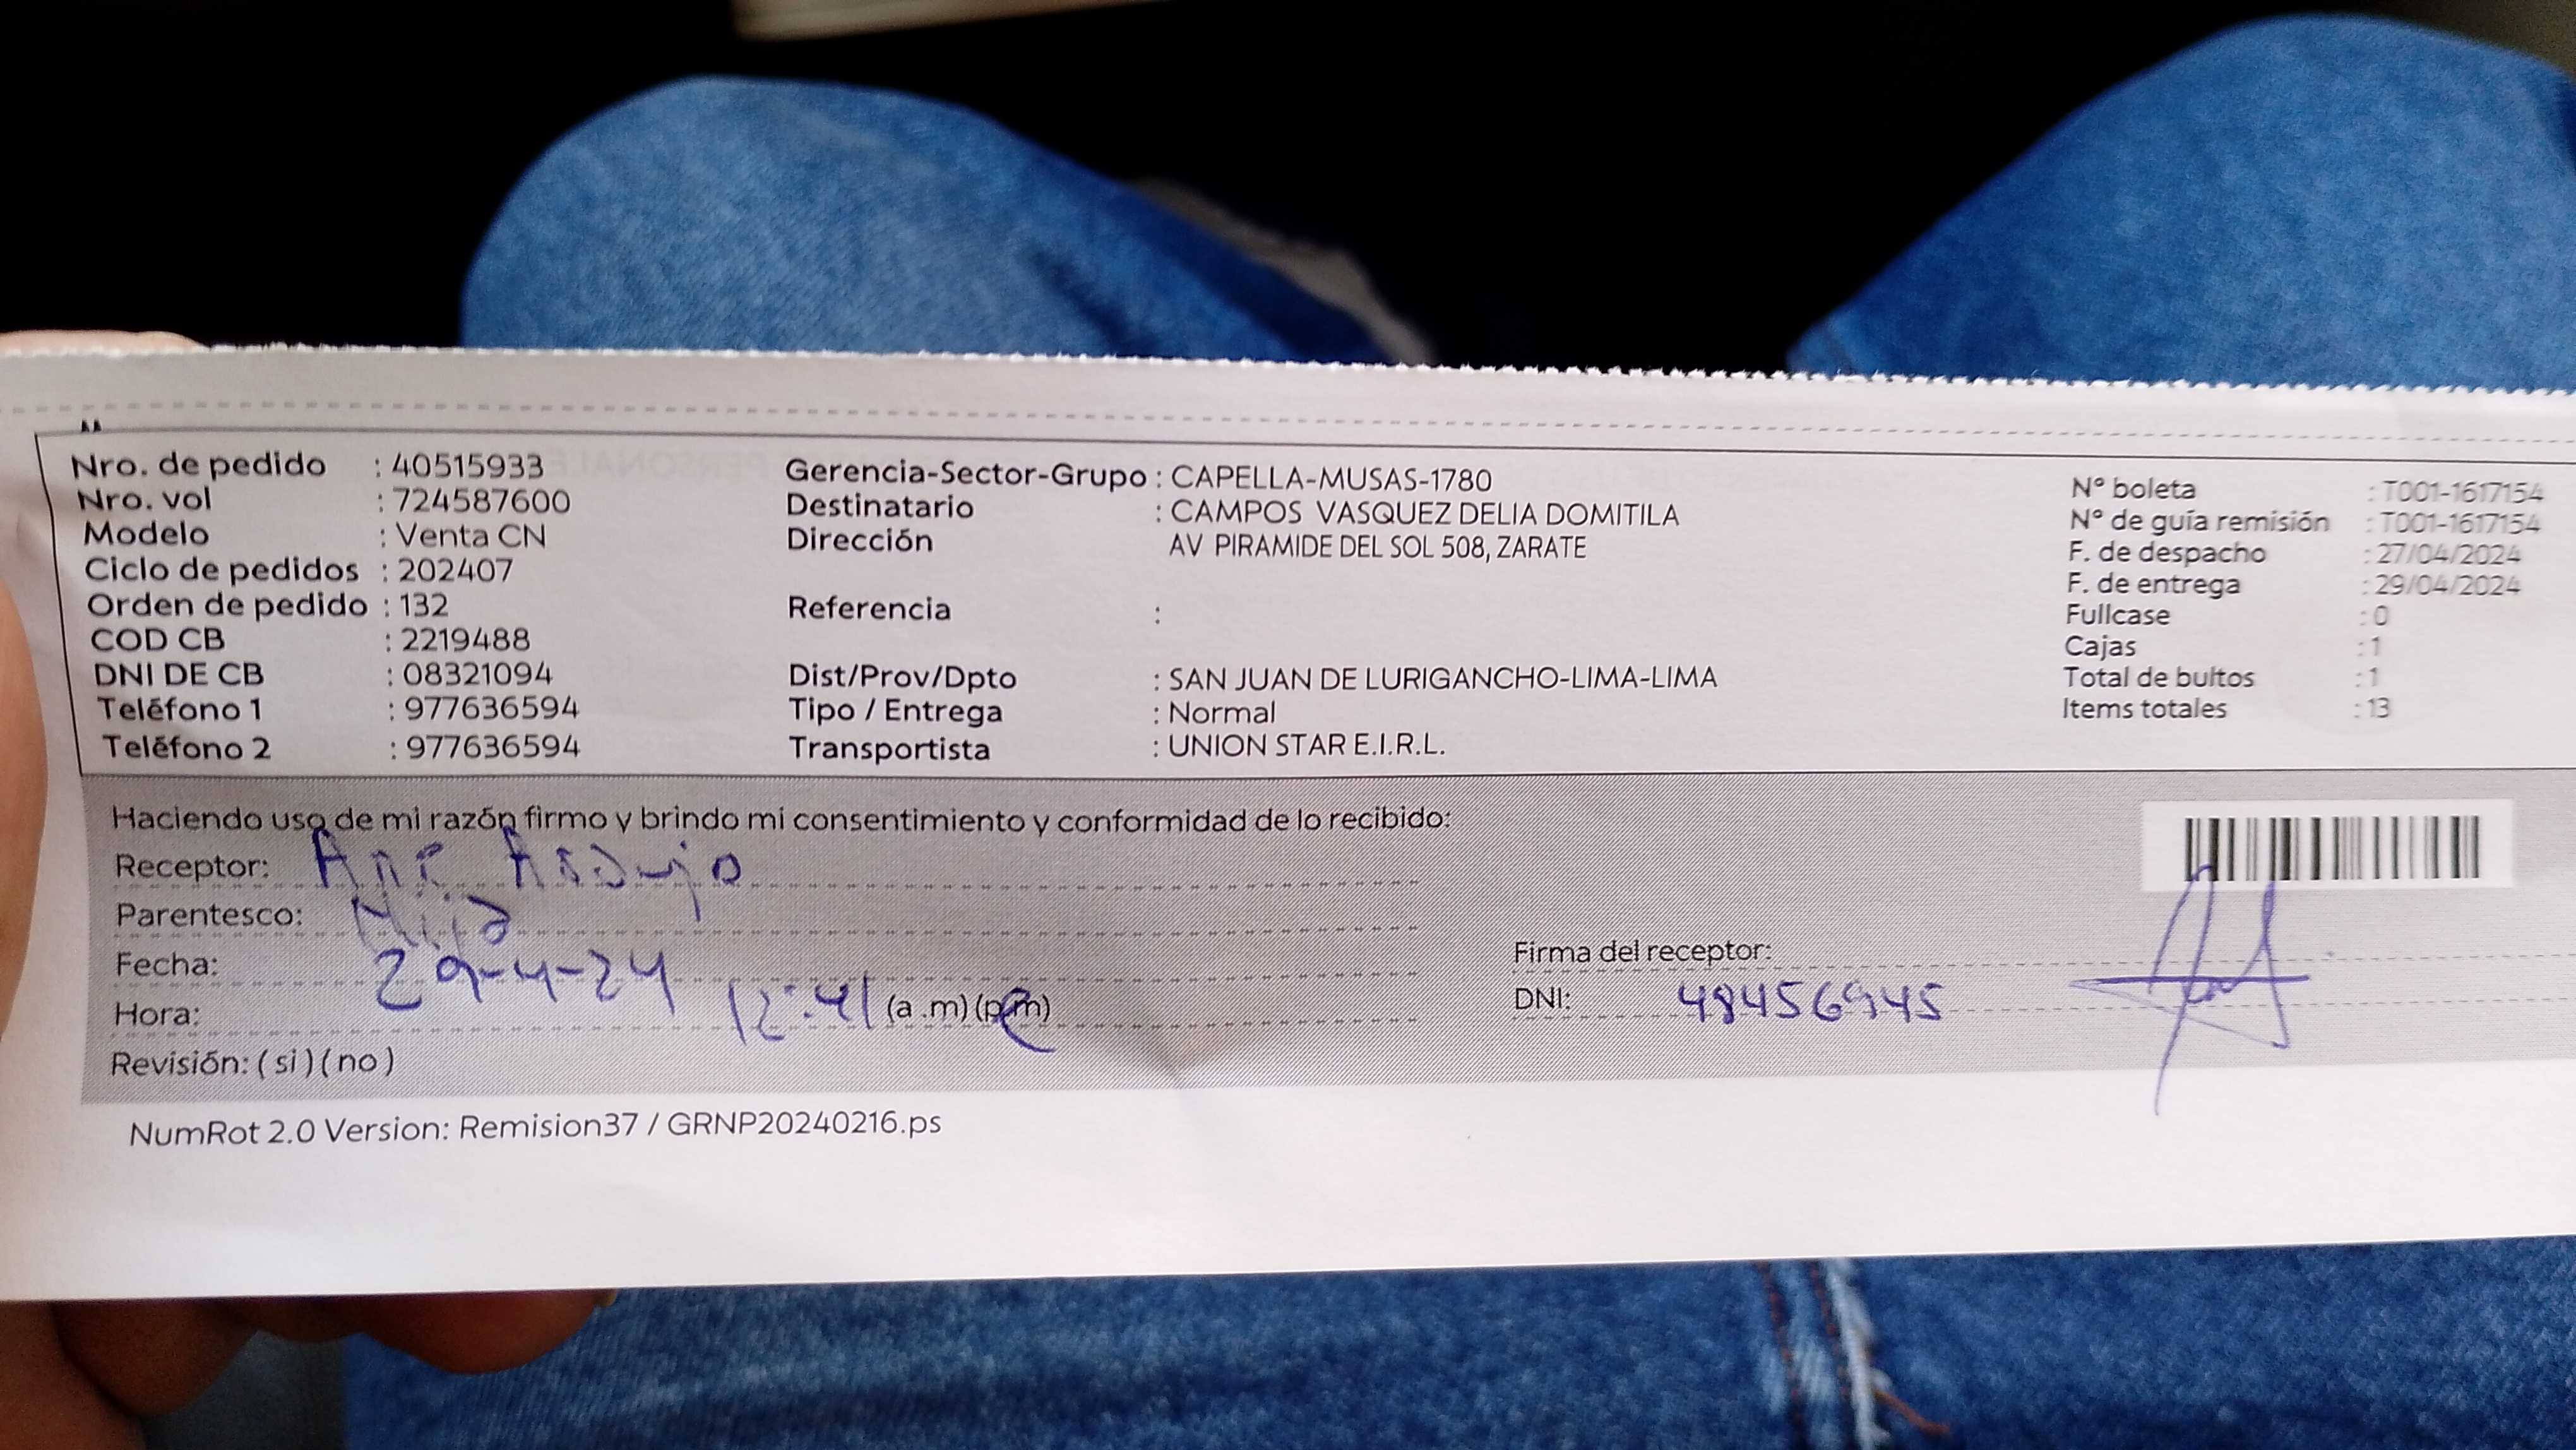 Nro. de pedido : 40515933
Nro. vol : 724587600
Modelo : Venta CN
Ciclo de pedidos : 202407
Orden de pedido : 132
COD CB : 2219488
DNI DE CB : 08321094
Teléfono 1 : 977636594
Teléfono 2 : 977636594
Gerencia-Sector-Grupo : CAPELLA-MUSAS-1780
Destinatario : CAMPOS VASQUEZ DELIA DOMITILA
Dirección AV PIRAMIDE DEL SOL 508, ZARATE
Referencia :
Dist/Prov/Dpto : SAN JUAN DE LURIGANCHO-LIMA-LIMA
Tipo / Entrega : Normal
Transportista : UNION STAR E.I.R.L.
N° boleta : T001-1617154
N° de guía remisión : T001-1617154
F. de despacho : 27/04/2024
F. de entrega : 29/04/2024
Fullcase : 0
Cajas : 1
Total de bultos : 1
Items totales : 13
Haciendo uso de mi razón firmo y brindo mi consentimiento y conformidad de lo recibido:
Receptor: Ana Araujo
Parentesco: Hija
Fecha: 29-4-24
Hora: 12:41 (a .m) (p.m)
Revisión: ( si ) ( no )
Firma del receptor:
DNI: 48456945
NumRot 2.0 Version: Remision37 / GRNP20240216.ps